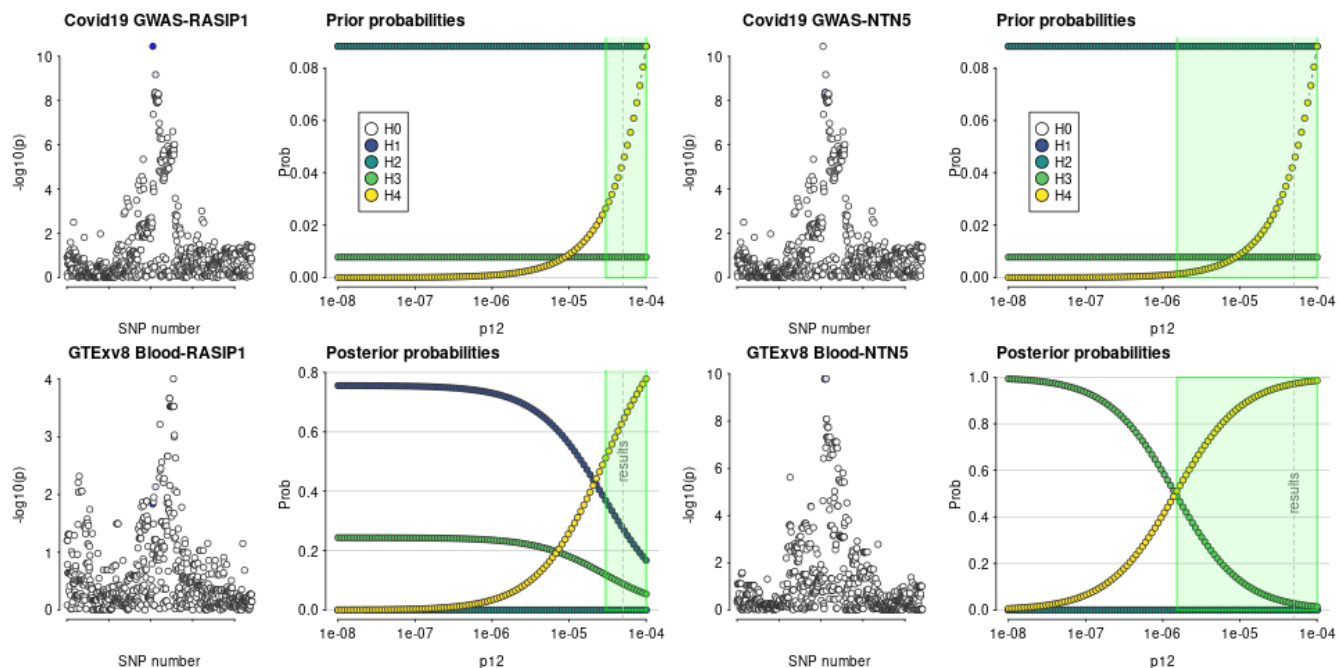 Covid19 GWAS-RASIP1
10
8
6
4
2
0
-log10(p)
SNP number
Prior probabilities
0.08
0.06
0.04
0.02
0.00
Prob
H0
H1
H2
H3
H4
1e-08
1e-07
1e-06
1e-05
1e-04
p12
Covid19 GWAS-NTN5
10
8
6
4
2
0
-log10(p)
SNP number
Prior probabilities
0.08
0.06
0.04
0.02
0.00
Prob
H0
H1
H2
H3
H4
1e-08
1e-07
1e-06
1e-05
1e-04
p12
GTExv8 Blood-RASIP1
4
3
2
1
0
-log10(p)
SNP number
Posterior probabilities
0.8
0.6
0.4
0.2
0.0
Prob
results
1e-08
1e-07
1e-06
1e-05
1e-04
p12
GTExv8 Blood-NTN5
10
8
6
4
2
0
-log10(p)
SNP number
Posterior probabilities
1.0
0.8
0.6
0.4
0.2
0.0
Prob
results
1e-08
1e-07
1e-06
1e-05
1e-04
p12